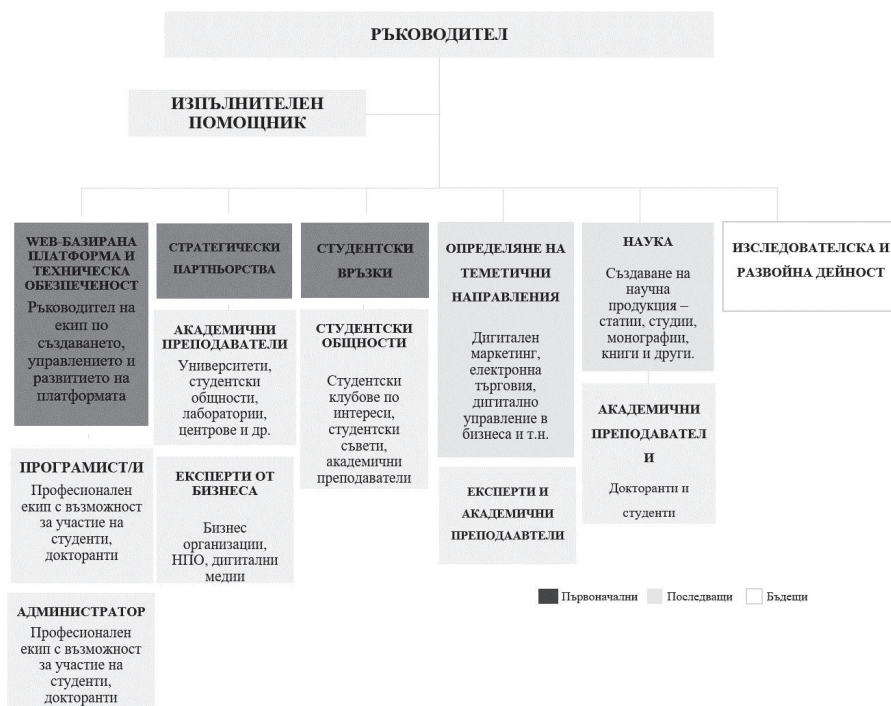 РЪКОВОДИТЕЛ
ИЗПЪЛНИТЕЛЕН
ПОМОЩНИК
WEB-БАЗИРАНА
ПЛАТФОРМА И
ТЕХНИЧЕСКА
ОБЕЗПЕЧЕНОСТ
Ръководител на
екип по
създаването,
управлението и
развитието на
платформата
ПРОГРАМИСТ/И
Професионален
екип с възможност
за участие на
студенти,
докторанти
АДМИНИСТРАТОР
Професионален
екип с възможност
за участие на
студенти,
докторанти
СТРАТЕГИЧЕСКИ
ПАРТНЬОРСТВА
АКАДЕМИЧНИ
ПРЕПОДАВАТЕЛИ
Университети,
студентски
общности,
лаборатории,
центрове и др.
ЕКСПЕРТИ ОТ
БИЗНЕСА
Бизнес
организации,
НПО, дигитални
медии
СТУДЕНТСКИ
ВРЪЗКИ
СТУДЕНТСКИ
ОБЩНОСТИ
Студентски
клубове по
интереси,
студентски
съвети,
академични
преподаватели
ОПРЕДЕЛЯНЕ НА
ТЕМЕТИЧНИ
НАПРАВЛЕНИЯ
Дигитален
маркетинг,
електронна
търговия,
дигитално
управление в
бизнеса и т.н.
ЕКСПЕРТИ И
АКАДЕМИЧНИ
ПРЕПОДААВТЕЛИ
НАУКА
Създаване на
научна
продукция –
статии, студии,
монографии,
книги и други.
АКАДЕМИЧНИ
ПРЕПОДАВАТЕЛ
И
Докторанти и
студенти
ИЗСЛЕДОВАТЕЛСКА И
РАЗВОЙНА ДЕЙНОСТ
Първоначални
Последващи
Бъдещи